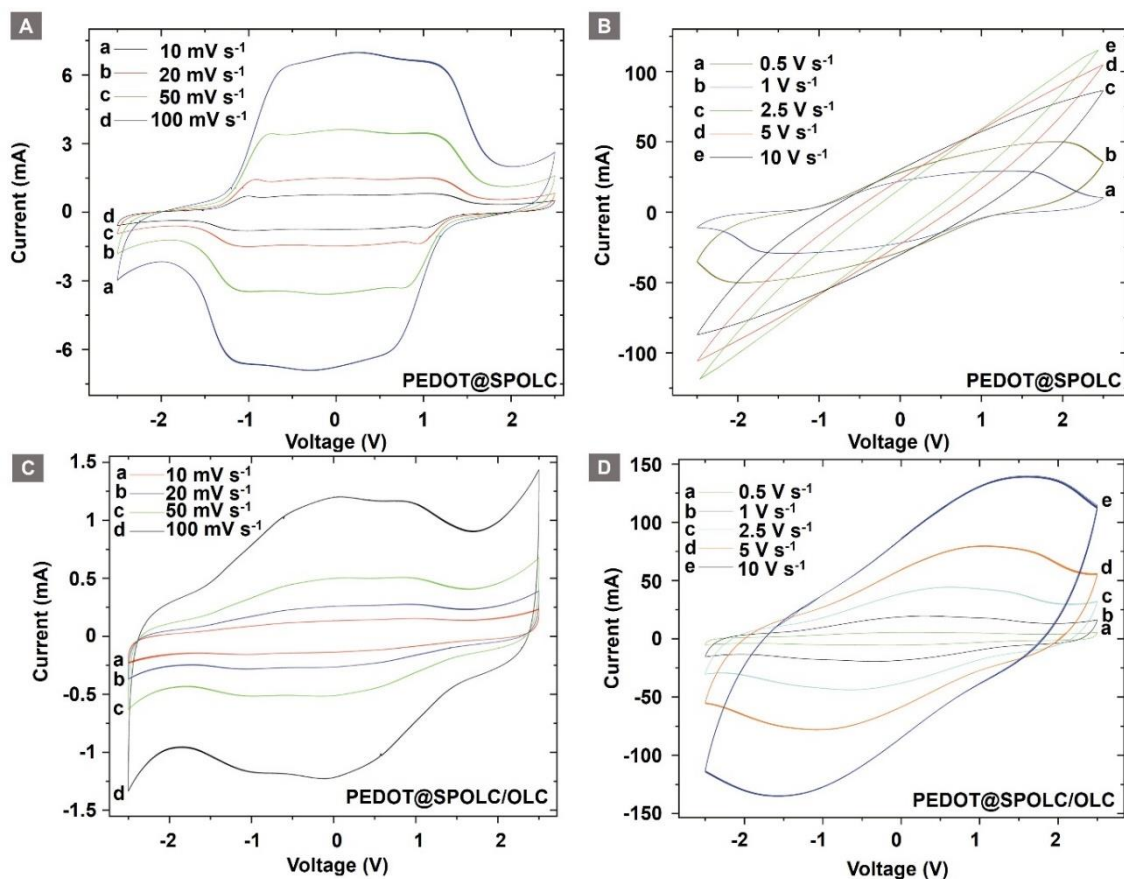 A
a 10 mV s⁻¹
b 20 mV s⁻¹
c 50 mV s⁻¹
d 100 mV s⁻¹
6
3
0
-3
-6
Current (mA)
d
c
b
a
PEDOT@SPOLC
-2 -1 0 1 2
Voltage (V)
B
a 0.5 V s⁻¹
b 1 V s⁻¹
c 2.5 V s⁻¹
d 5 V s⁻¹
e 10 V s⁻¹
100
50
0
-50
-100
Current (mA)
e
d
c
b
a
PEDOT@SPOLC
-2 -1 0 1 2
Voltage (V)
C
a 10 mV s⁻¹
b 20 mV s⁻¹
c 50 mV s⁻¹
d 100 mV s⁻¹
1.5
1
0.5
0
-0.5
-1
-1.5
Current (mA)
a
b
c
d
PEDOT@SPOLC/OLC
-2 -1 0 1 2
Voltage (V)
D
a 0.5 V s⁻¹
b 1 V s⁻¹
c 2.5 V s⁻¹
d 5 V s⁻¹
e 10 V s⁻¹
150
100
50
0
-50
-100
-150
Current (mA)
e
d
c
b
a
PEDOT@SPOLC/OLC
-2 -1 0 1 2
Voltage (V)